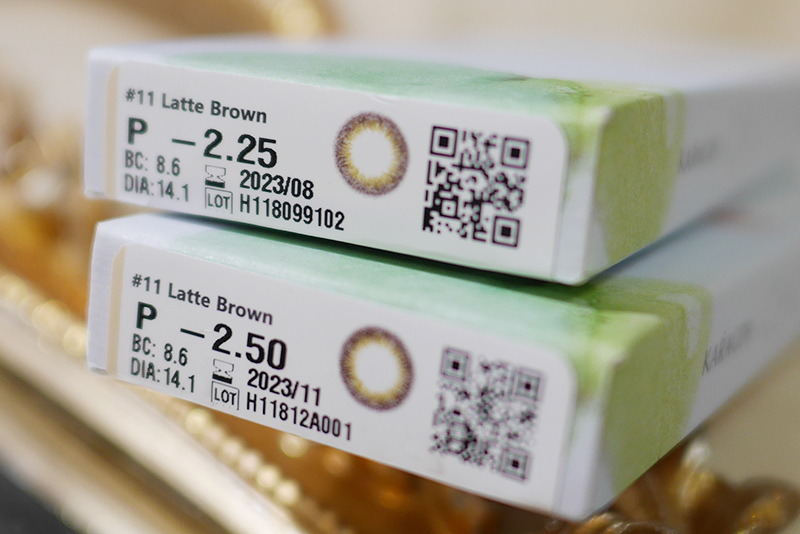 #11 Latte Brown
P −2.25
BC: 8.6
2023/08
DIA: 14.1
LOT H118099102
#11 Latte Brown
P −2.50
BC: 8.6
2023/11
DIA: 14.1
LOT H11812A001